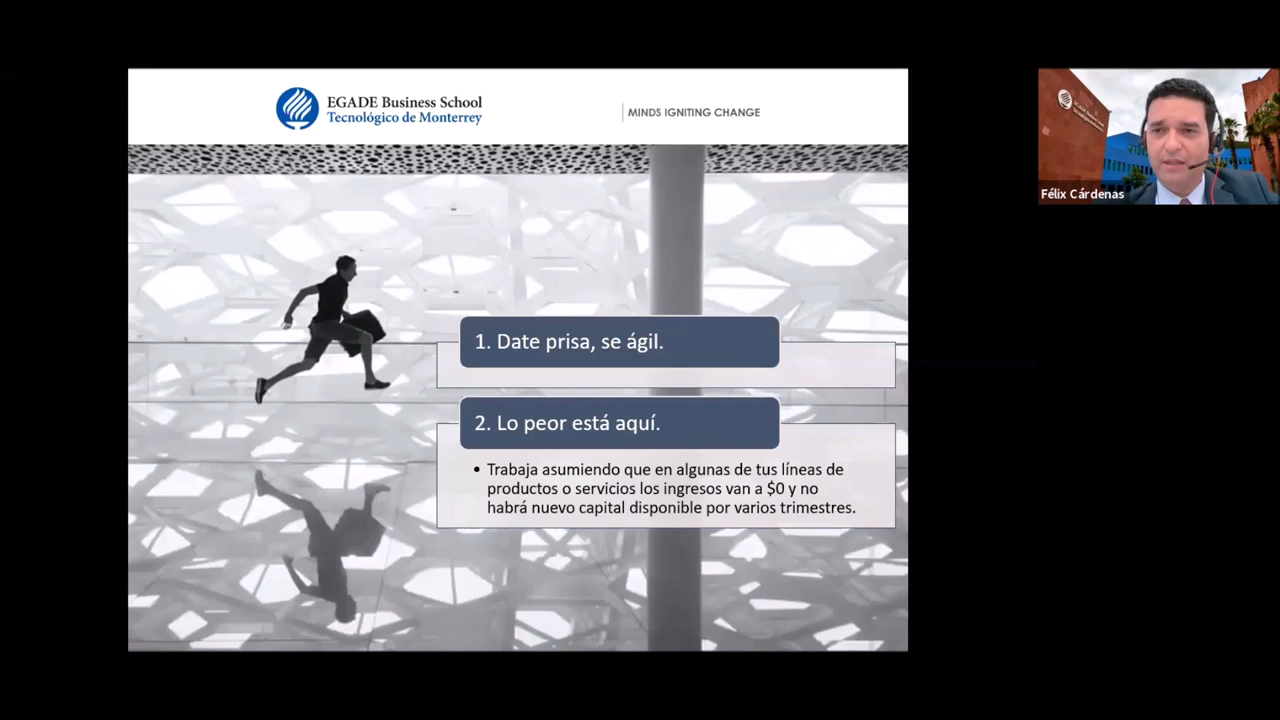 EGADE Business School
Tecnológico de Monterrey
MINDS IGNITING CHANGE
Félix Cárdenas
1. Date prisa, se ágil.
2. Lo peor está aquí.
• Trabaja asumiendo que en algunas de tus líneas de
productos o servicios los ingresos van a $0 y no
habrá nuevo capital disponible por varios trimestres.